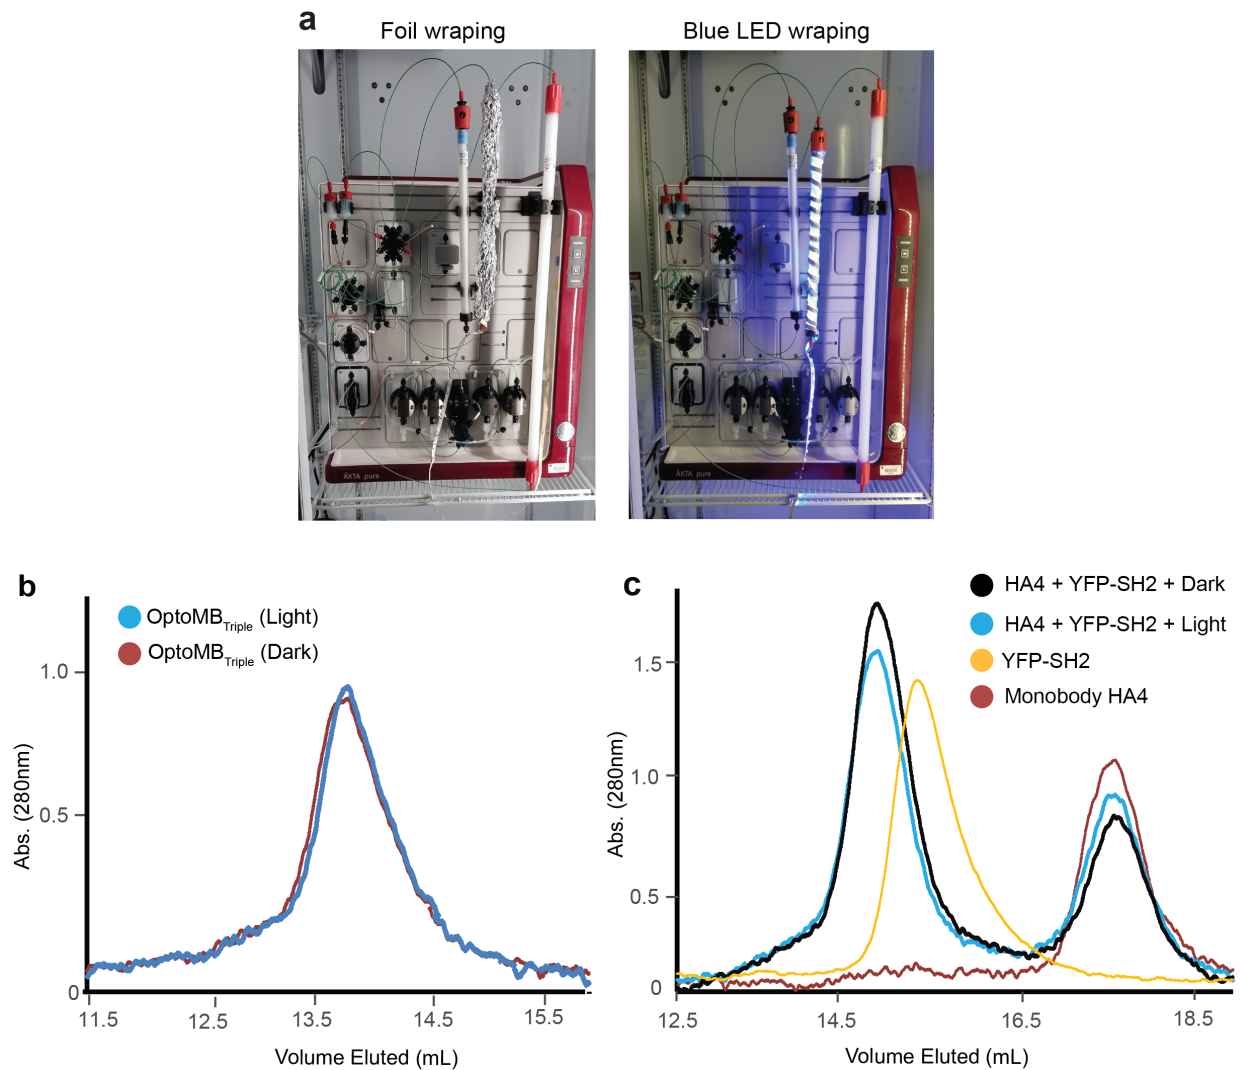 a
Foil wraping
Blue LED wraping
ÄKTA pure
ÄKTA pure
b
OptoMBTriple (Light)
OptoMBTriple (Dark)
1.0
0.5
0
Abs. (280nm)
11.5 12.5 13.5 14.5 15.5
Volume Eluted (mL)
c
HA4 + YFP-SH2 + Dark
HA4 + YFP-SH2 + Light
YFP-SH2
Monobody HA4
1.5
1.0
0.5
0
Abs. (280nm)
12.5 14.5 16.5 18.5
Volume Eluted (mL)